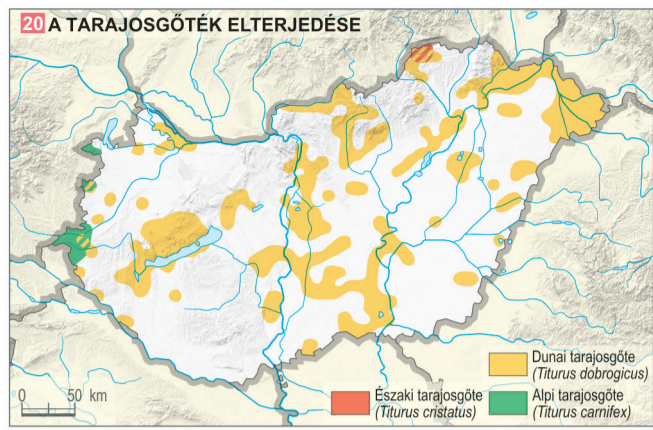 20 A TARAJOSGŐTÉK ELTERJEDÉSE
Dunai tarajosgőte
(Titurus dobrogicus)
Északi tarajosgőte
(Titurus cristatus)
Alpi tarajosgőte
(Titurus carnifex)
0 50 km